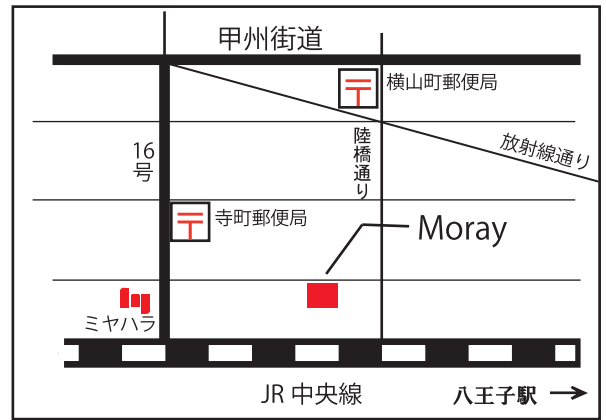 甲州街道
横山町郵便局
放射線通り
陸橋通り
16号
寺町郵便局
Moray
ミヤハラ
JR 中央線
八王子駅